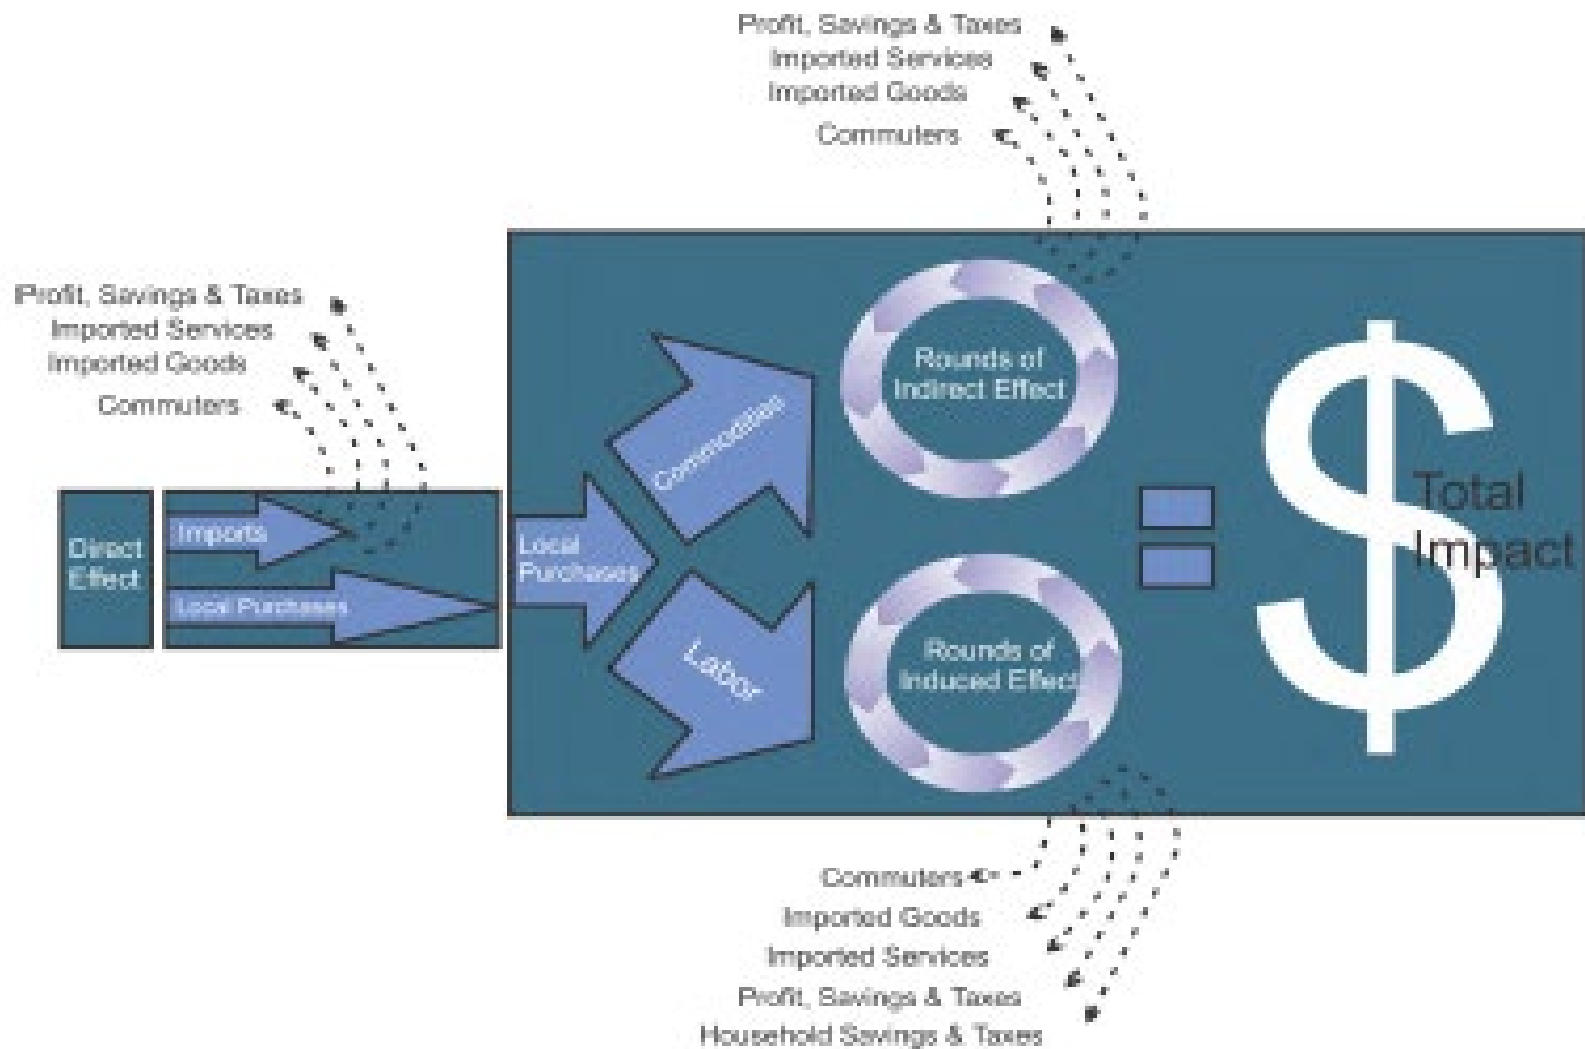 Profit, Savings & Taxes
Imported Services
Imported Goods
Commuters
Profit, Savings & Taxes
Imported Services
Imported Goods
Commuters
Direct
Effect
Imports
Local Purchases
Local
Purchases
Commodities
Labor
Rounds of
Indirect Effect
Rounds of
Induced Effect
$
Total
Impact
Commuters
Imported Goods
Imported Services
Profit, Savings & Taxes
Household Savings & Taxes